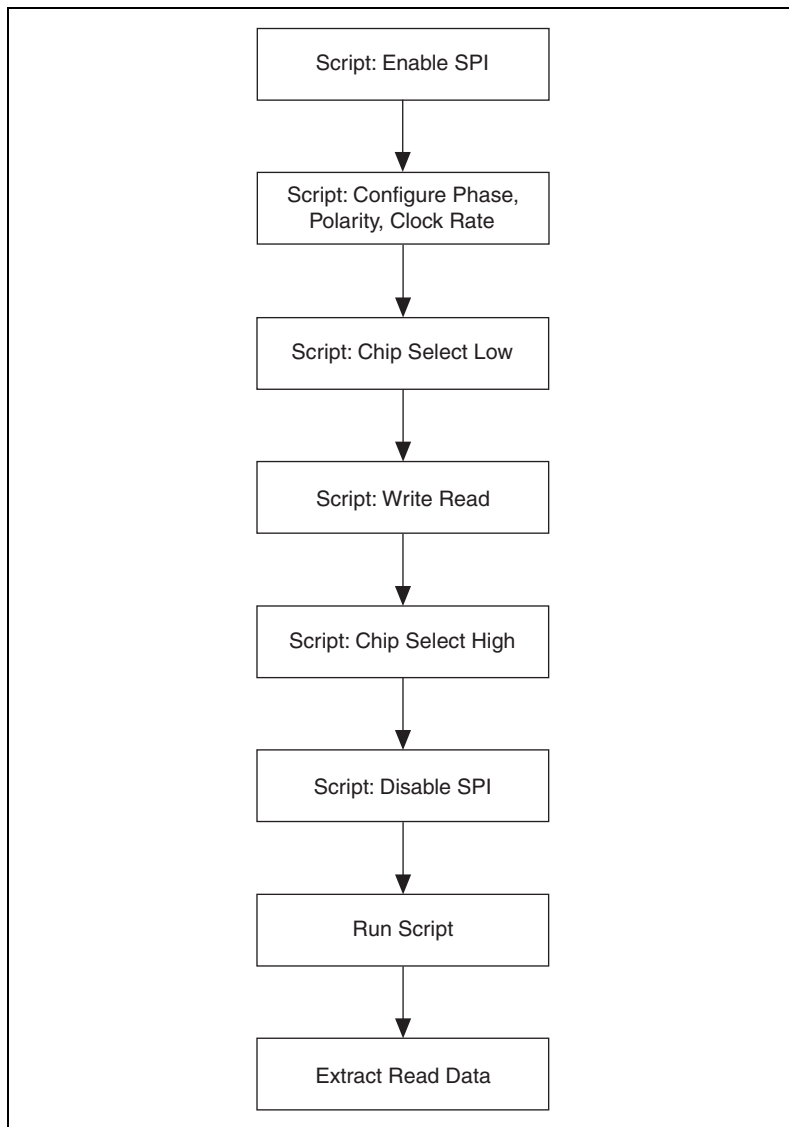 Script: Enable SPI
Script: Configure Phase,
Polarity, Clock Rate
Script: Chip Select Low
Script: Write Read
Script: Chip Select High
Script: Disable SPI
Run Script
Extract Read Data